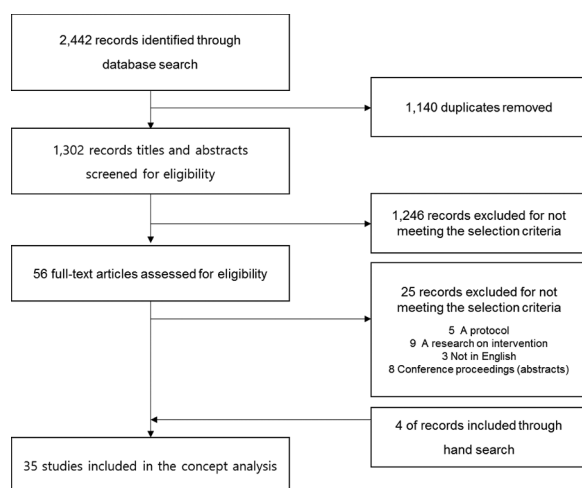 2,442 records identified through
database search
1,140 duplicates removed
1,302 records titles and abstracts
screened for eligibility
1,246 records excluded for not
meeting the selection criteria
56 full-text articles assessed for eligibility
25 records excluded for not
meeting the selection criteria
5 A protocol
9 A research on intervention
3 Not in English
8 Conference proceedings (abstracts)
4 of records included through
hand search
35 studies included in the concept analysis